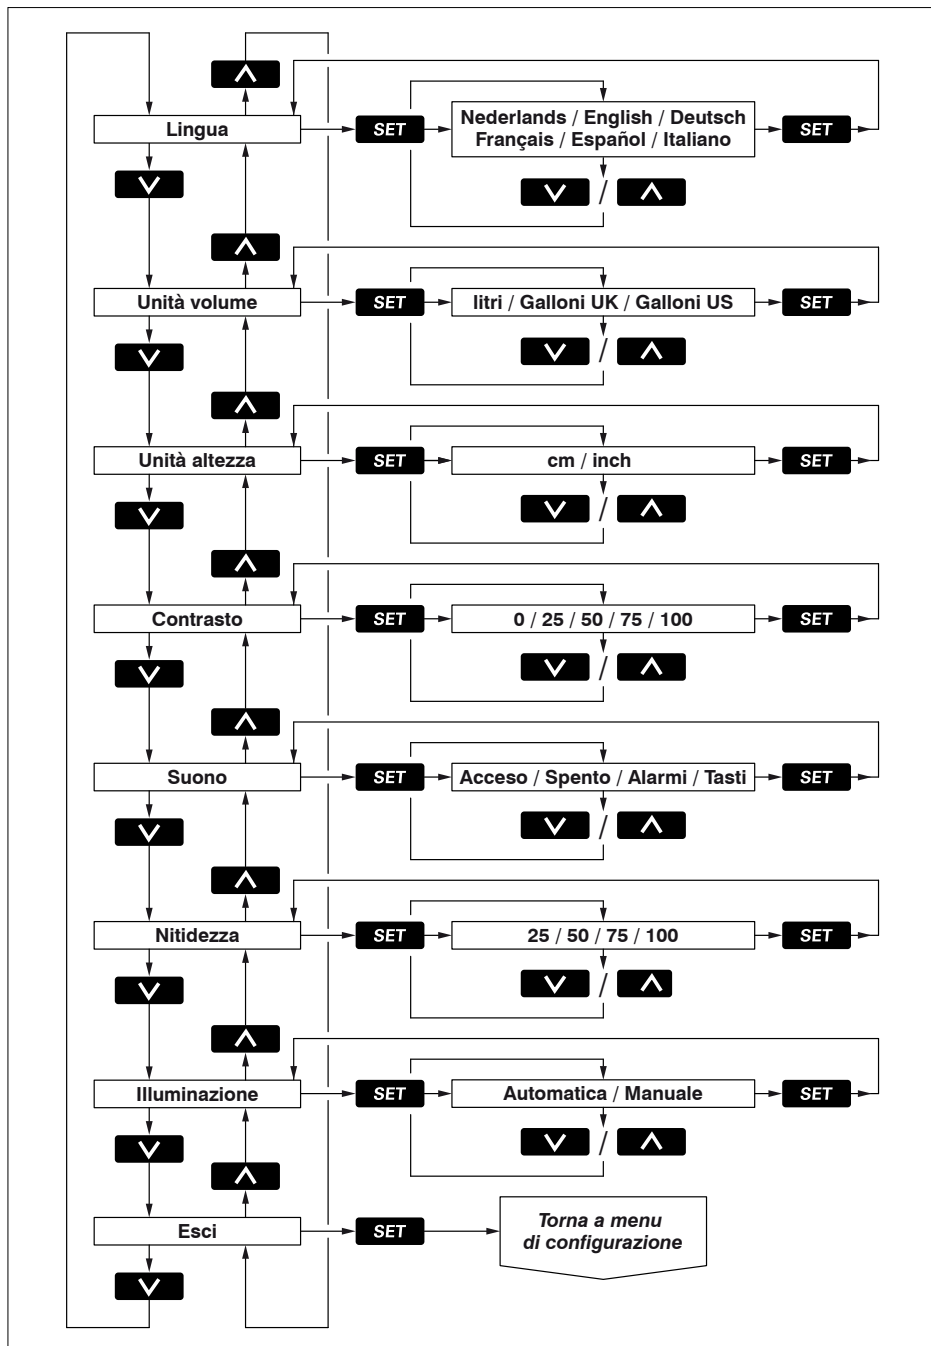 Lingua
SET
Nederlands / English / Deutsch
Français / Español / Italiano
SET
/
Unità volume
SET
litri / Galloni UK / Galloni US
SET
/
Unità altezza
SET
cm / inch
SET
/
Contrasto
SET
0 / 25 / 50 / 75 / 100
SET
/
Suono
SET
Acceso / Spento / Alarmi / Tasti
SET
/
Nitidezza
SET
25 / 50 / 75 / 100
SET
/
Illuminazione
SET
Automatica / Manuale
SET
/
Esci
SET
Torna a menu
di configurazione